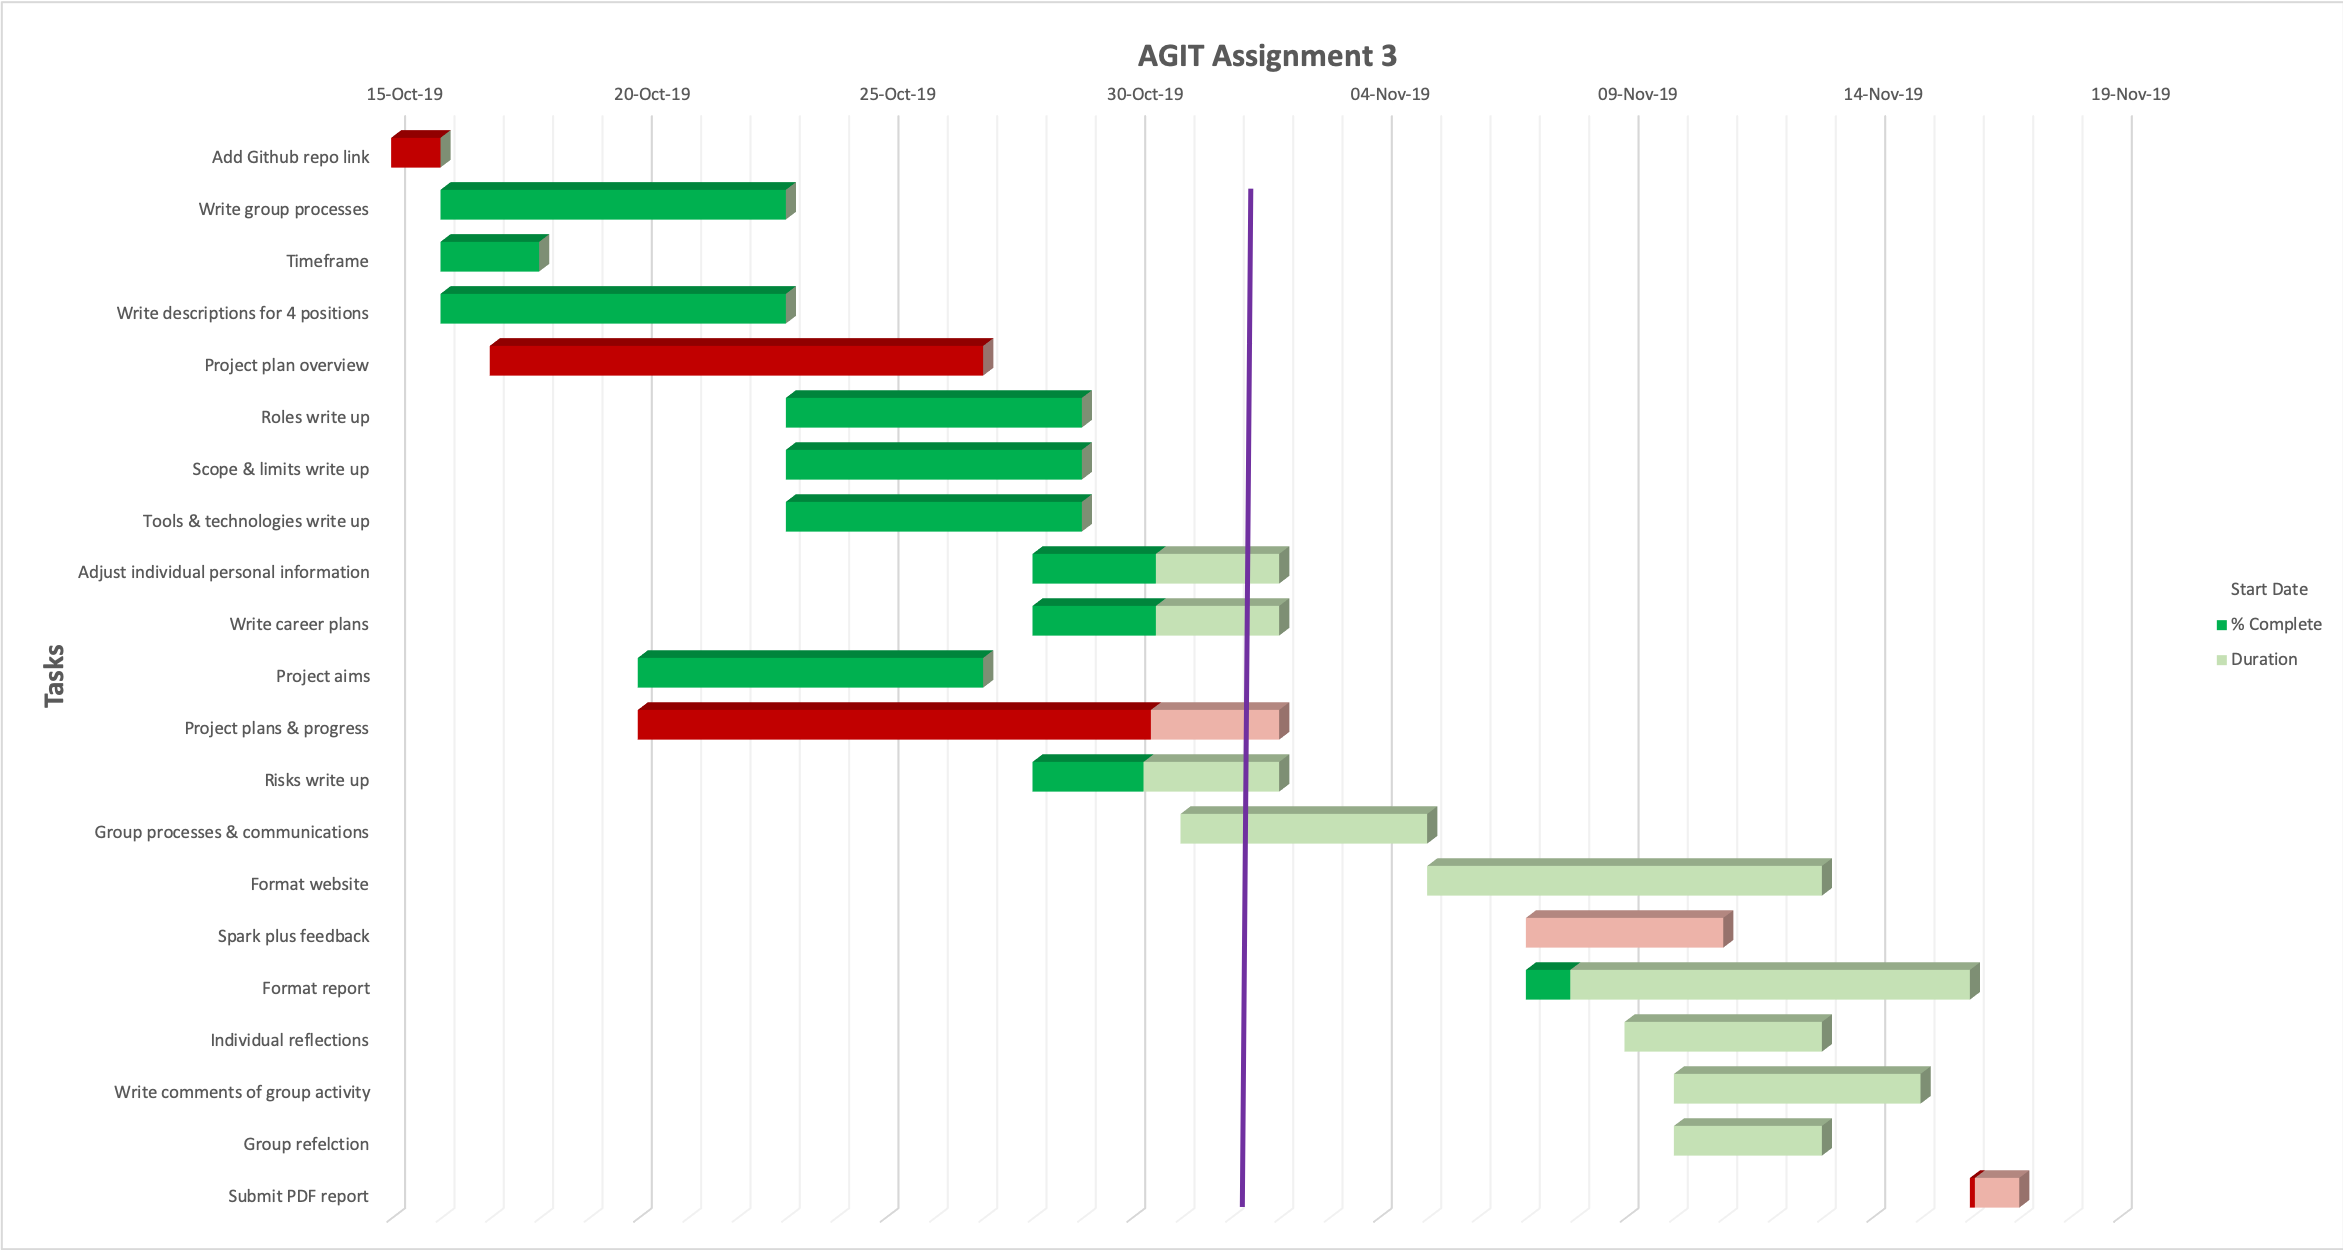 AGIT Assignment 3
15-Oct-19 20-Oct-19 25-Oct-19 30-Oct-19 04-Nov-19 09-Nov-19 14-Nov-19 19-Nov-19
Add Github repo link
Write group processes
Timeframe
Write descriptions for 4 positions
Project plan overview
Roles write up
Scope & limits write up
Tools & technologies write up
Adjust individual personal information
Write career plans
Project aims
Project plans & progress
Risks write up
Group processes & communications
Format website
Spark plus feedback
Format report
Individual reflections
Write comments of group activity
Group refelction
Submit PDF report
Tasks
Start Date
% Complete
Duration